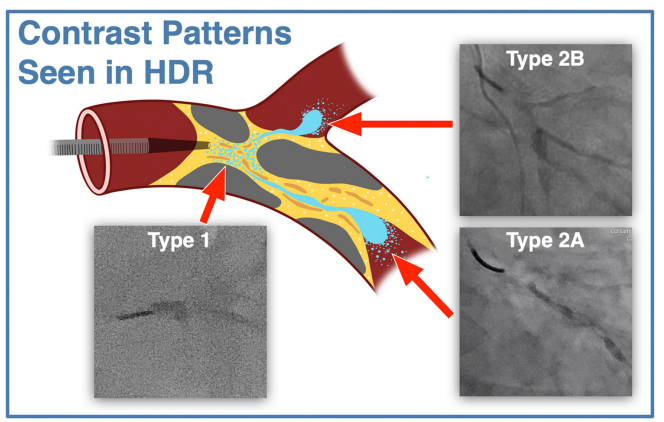 Contrast Patterns
Seen in HDR
Type 2B
Type 1
Type 2A